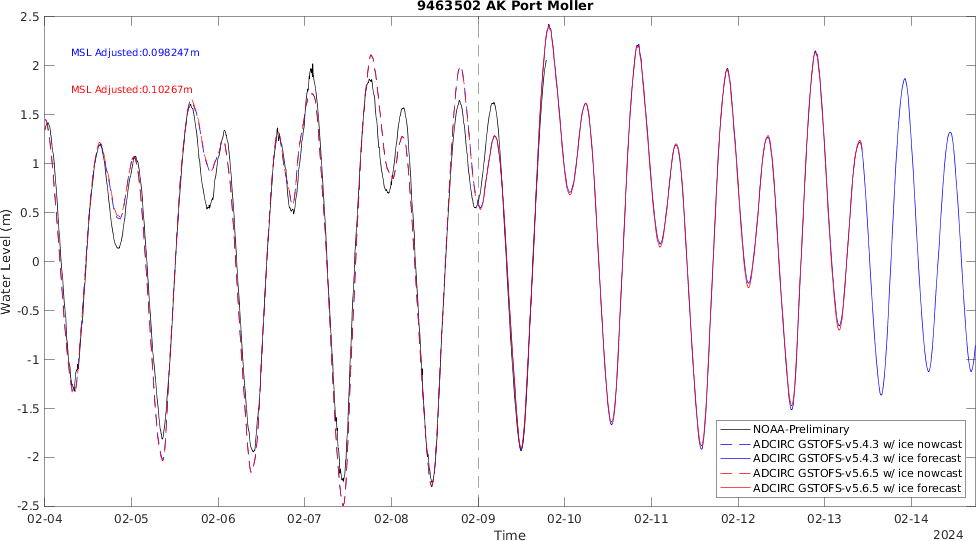 9463502 AK Port Moller
MSL Adjusted:0.098247m
MSL Adjusted:0.10267m
Water Level (m)
2.5
2
1.5
1
0.5
0
-0.5
-1
-1.5
-2
-2.5
NOAA-Preliminary
ADCIRC GSTOFS-v5.4.3 w/ ice nowcast
ADCIRC GSTOFS-v5.4.3 w/ ice forecast
ADCIRC GSTOFS-v5.6.5 w/ ice nowcast
ADCIRC GSTOFS-v5.6.5 w/ ice forecast
02-04 02-05 02-06 02-07 02-08 02-09 02-10 02-11 02-12 02-13 02-14
Time
2024